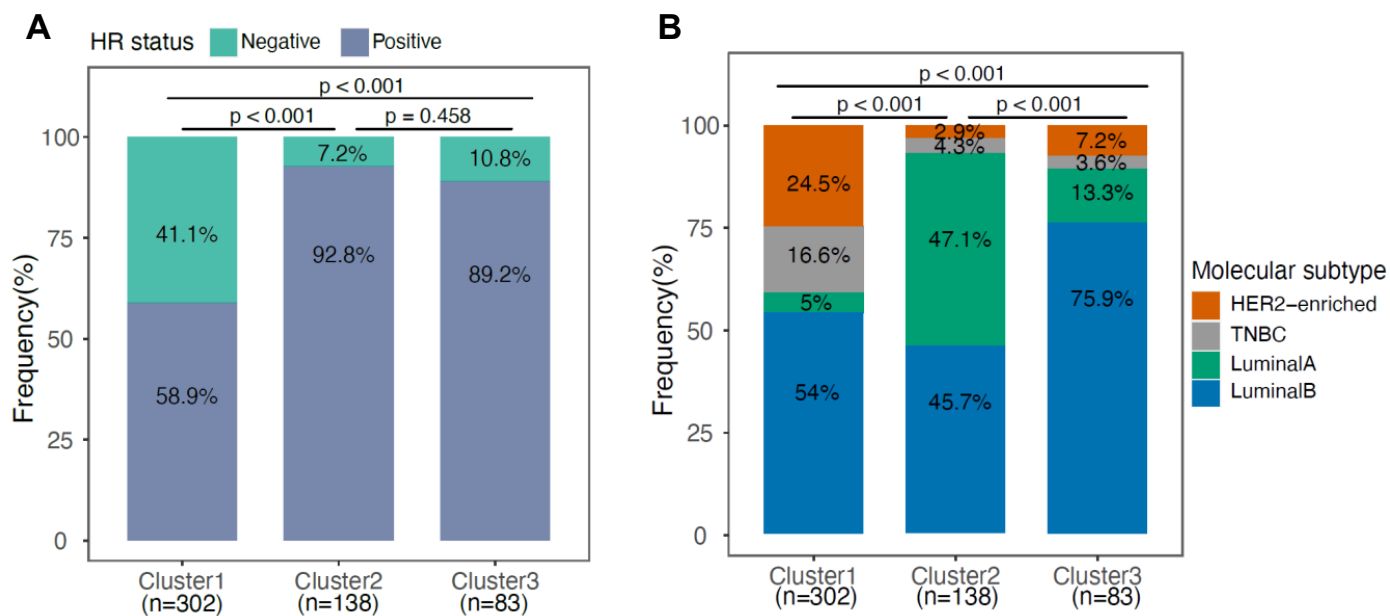 A
HR status Negative Positive
p < 0.001
p < 0.001 p = 0.458
100
75
50
25
0
Frequency(%)
41.1%
58.9%
7.2%
92.8%
10.8%
89.2%
Cluster1 Cluster2 Cluster3
(n=302) (n=138) (n=83)
B
p < 0.001
p < 0.001 p < 0.001
100
75
50
25
0
Frequency(%)
24.5%
16.6%
5%
54%
2.9%
4.3%
47.1%
45.7%
7.2%
3.6%
13.3%
75.9%
Cluster1 Cluster2 Cluster3
(n=302) (n=138) (n=83)
Molecular subtype
HER2−enriched
TNBC
LuminalA
LuminalB